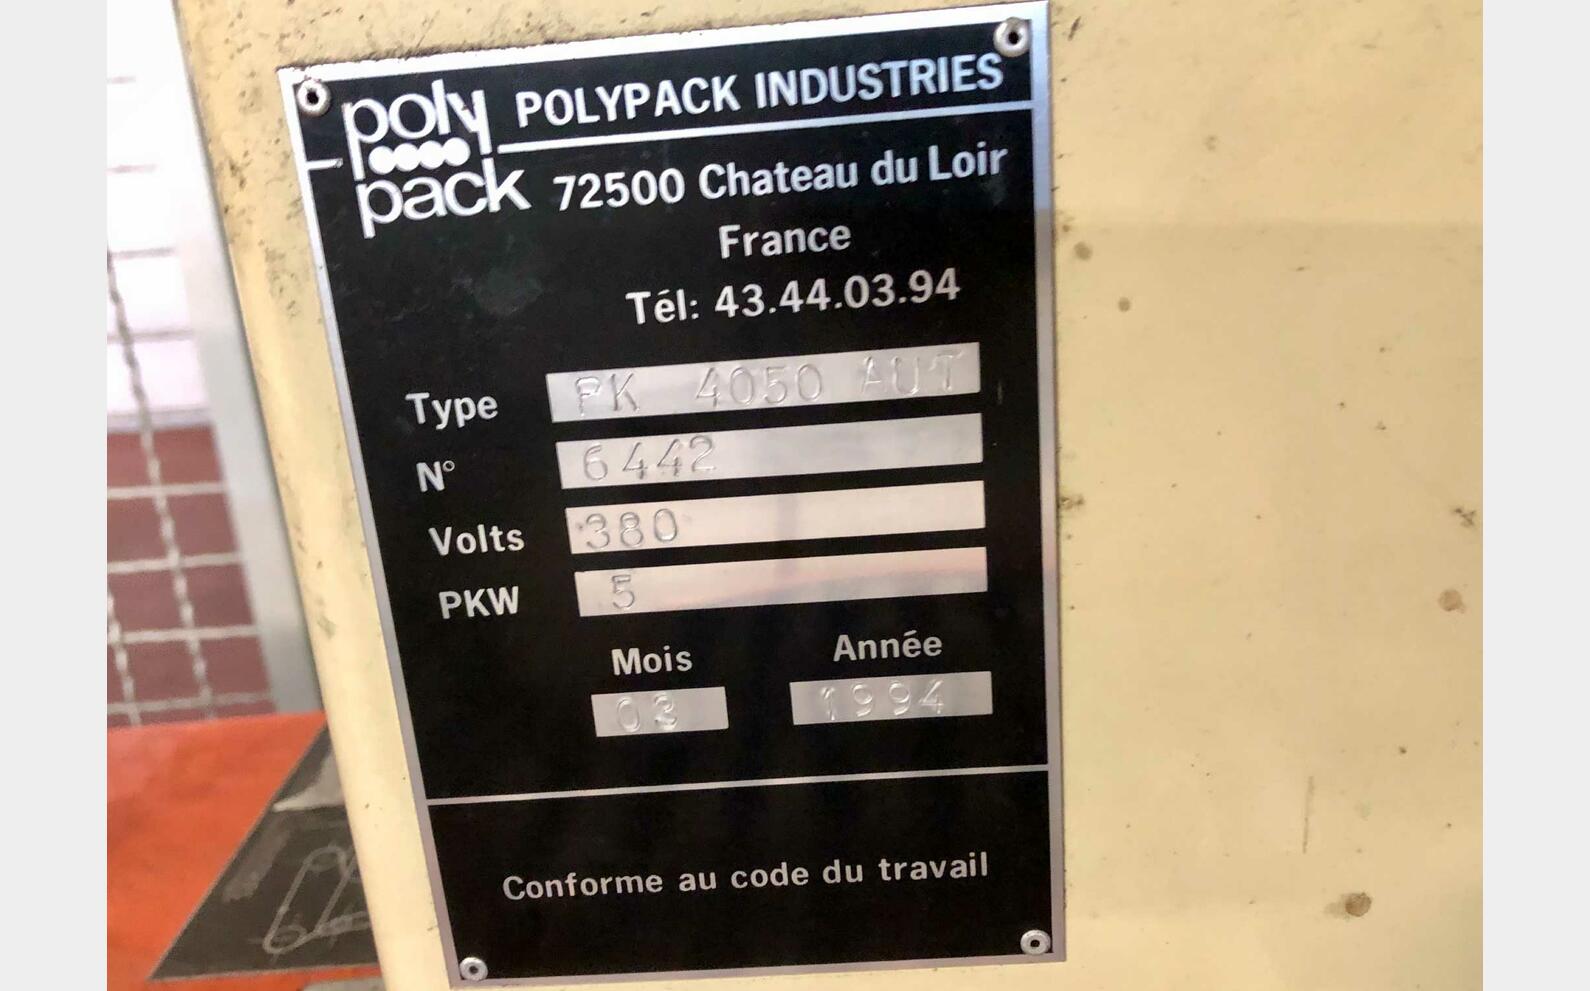 poly pack
POLYPACK INDUSTRIES
72500 Chateau du Loir
France
Tél: 43.44.03.94
Type PK 4050 AUT
N° 6442
Volts 380
PKW 5
Mois Année
03 1994
Conforme au code du travail